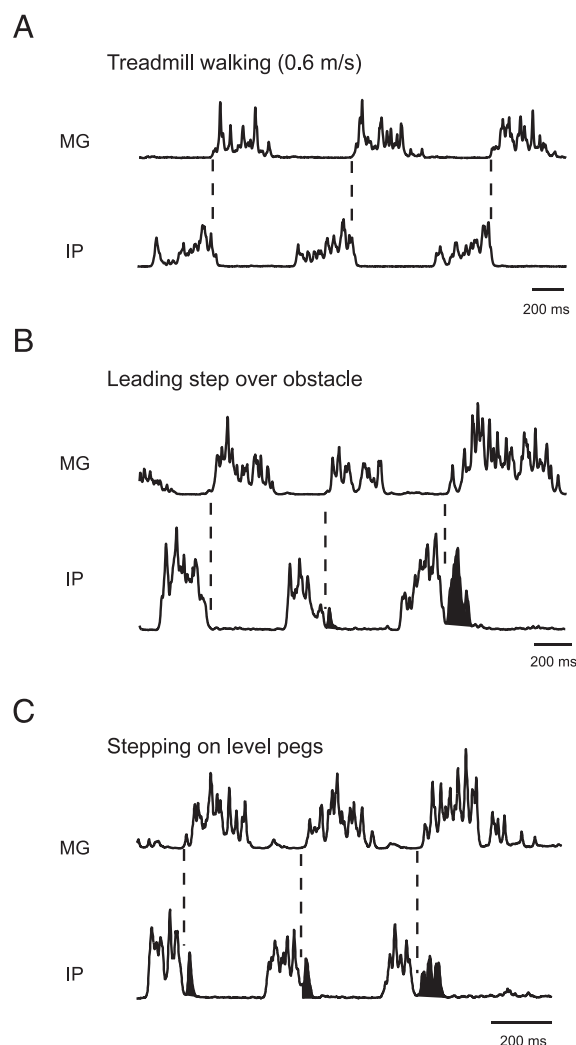 A
Treadmill walking (0.6 m/s)
MG
IP
200 ms
B
Leading step over obstacle
MG
IP
200 ms
C
Stepping on level pegs
MG
IP
200 ms